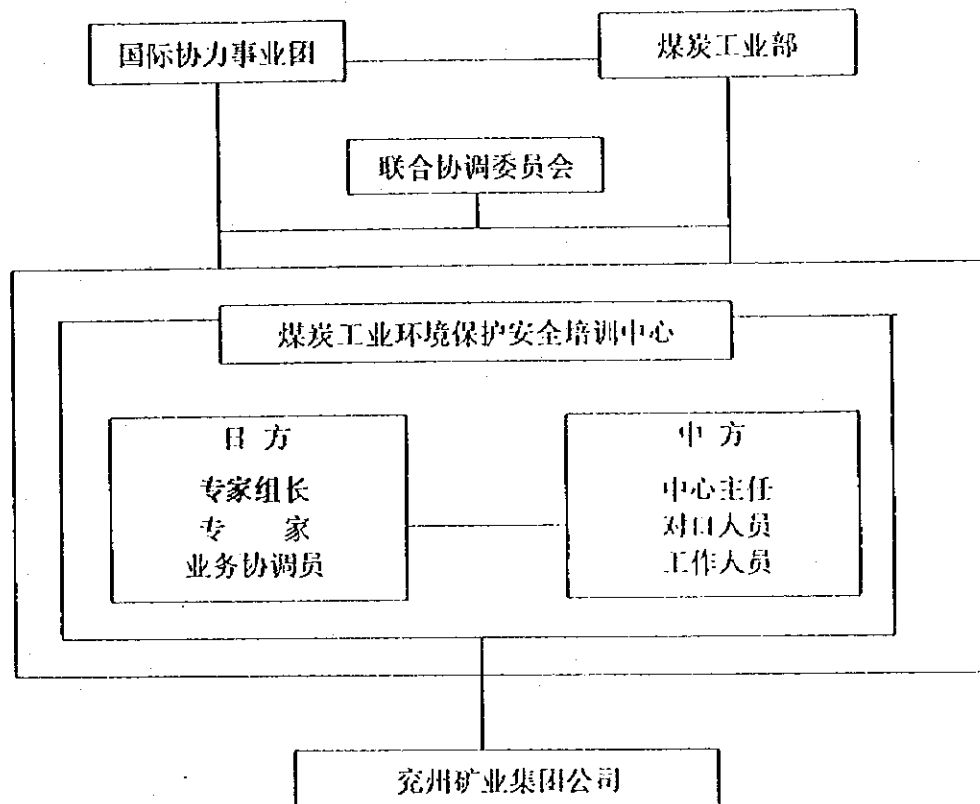 国际协力事业团
煤炭工业部
联合协调委员会
煤炭工业环境保护安全培训中心
日 方
专家组长
专 家
业务协调员
中 方
中心主任
对口人员
工作人员
兖州矿业集团公司